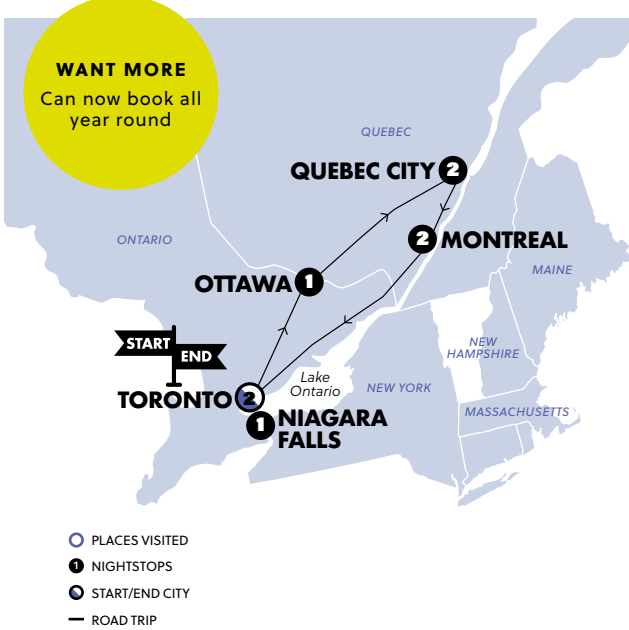 WANT MORE
Can now book all
year round
QUEBEC
QUEBEC CITY 2
ONTARIO
2 MONTREAL
MAINE
OTTAWA 1
START
END
NEW
HAMPSHIRE
Lake
Ontario
NEW YORK
TORONTO 2
MASSACHUSETTS
1 NIAGARA
FALLS
PLACES VISITED
1 NIGHTSTOPS
START/END CITY
ROAD TRIP